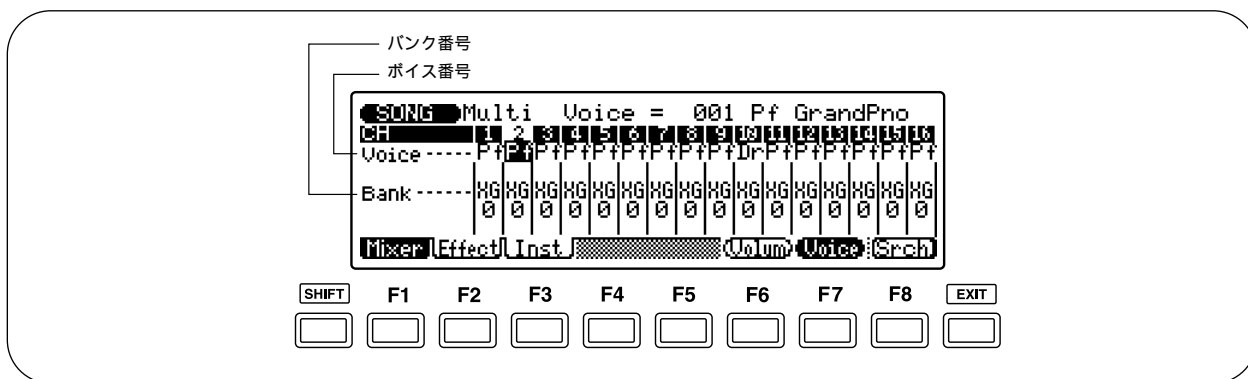 バンク番号
ボイス番号
SONG Multi Voice = 001 Pf GrandPno
CH 1 2 3 4 5 6 7 8 9 10 11 12 13 14 15 16
Voice ----- Pf Pf Pf Pf Pf Pf Pf Pf Pf Dr Pf Pf Pf Pf Pf Pf
Bank ------ XG XG XG XG XG XG XG XG XG XG XG XG XG XG XG XG
0 0 0 0 0 0 0 0 0 0 0 0 0 0 0 0
Mixer Effect Inst Volum Voice Srch
SHIFT F1 F2 F3 F4 F5 F6 F7 F8 EXIT